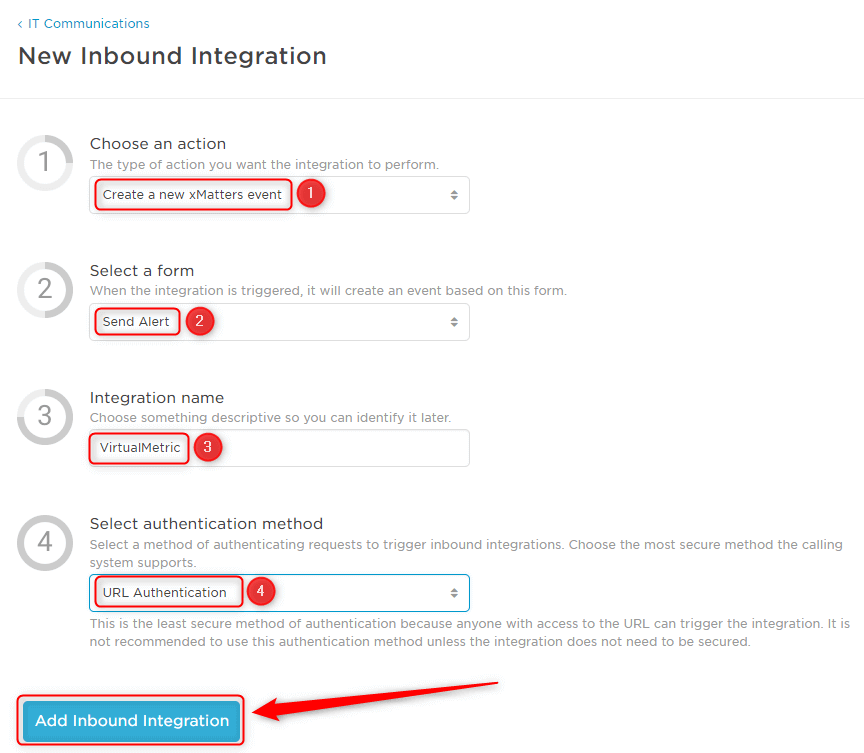 ‹ IT Communications
New Inbound Integration
1
Choose an action
The type of action you want the integration to perform.
Create a new xMatters event 1
2
Select a form
When the integration is triggered, it will create an event based on this form.
Send Alert 2
3
Integration name
Choose something descriptive so you can identify it later.
VirtualMetric 3
4
Select authentication method
Select a method of authenticating requests to trigger inbound integrations. Choose the most secure method the calling
system supports.
URL Authentication 4
This is the least secure method of authentication because anyone with access to the URL can trigger the integration. It is
not recommended to use this authentication method unless the integration does not need to be secured.
Add Inbound Integration